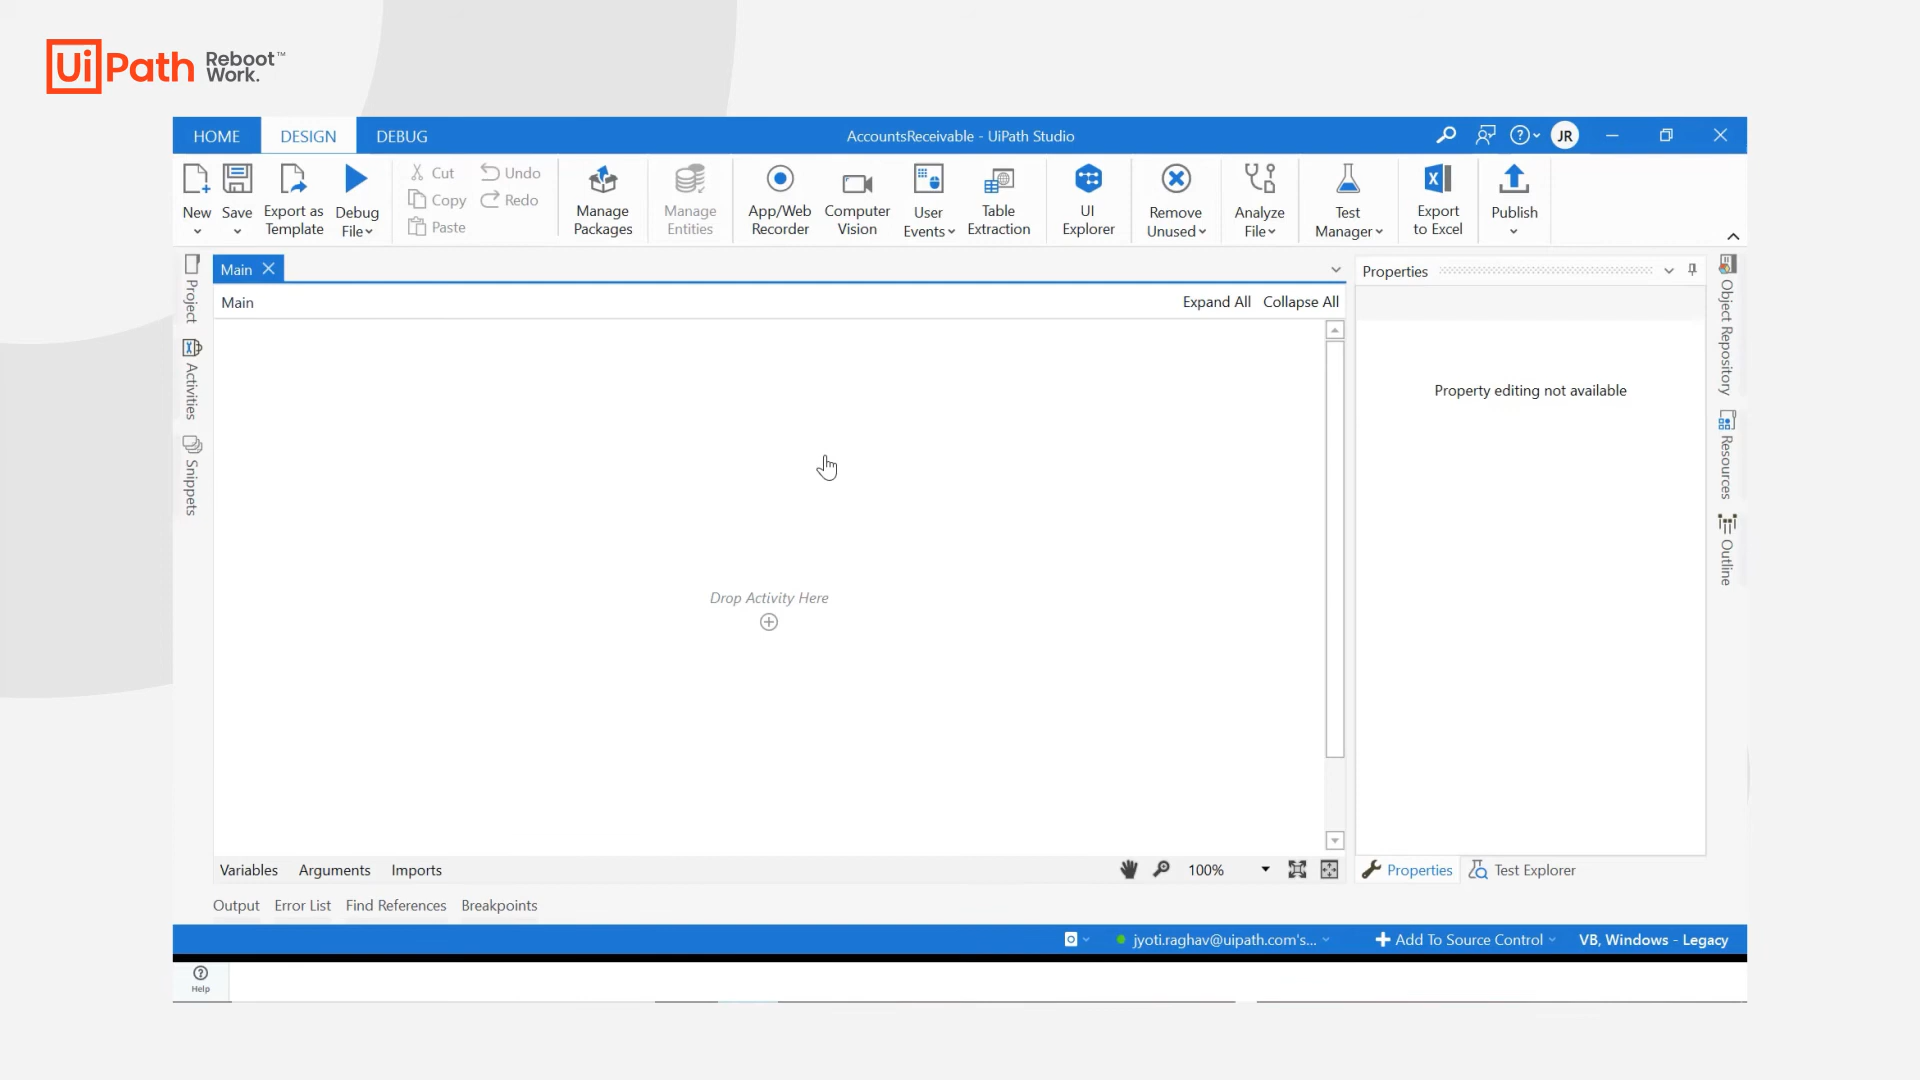 UiPath Reboot™
Work.
HOME DESIGN DEBUG AccountsReceivable - UiPath Studio JR
New Save Export as Template Debug File Cut Copy Paste Undo Redo Manage Packages Manage Entities App/Web Recorder Computer Vision User Events Table Extraction UI Explorer Remove Unused Analyze File Test Manager Export to Excel Publish
Main
Main Expand All Collapse All
Project
Activities
Snippets
Drop Activity Here
Properties
Property editing not available
Object Repository
Resources
Outline
Variables Arguments Imports 100% Properties Test Explorer
Output Error List Find References Breakpoints
jyoti.raghav@uipath.com's... Add To Source Control VB, Windows - Legacy
Help